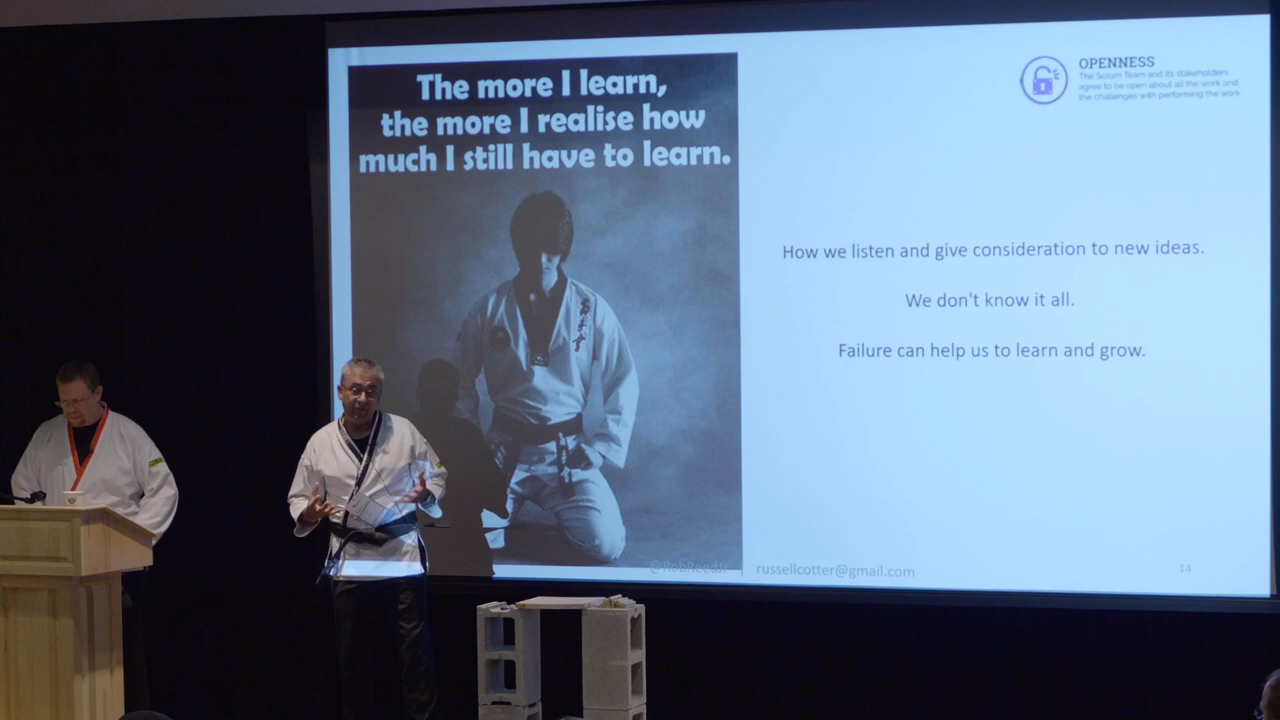 The more I learn,
the more I realise how
much I still have to learn.
OPENNESS
The Scrum Team and its stakeholders
agree to be open about all the work and
the challenges with performing the work
How we listen and give consideration to new ideas.
We don't know it all.
Failure can help us to learn and grow.
| russellcotter@gmail.com
14